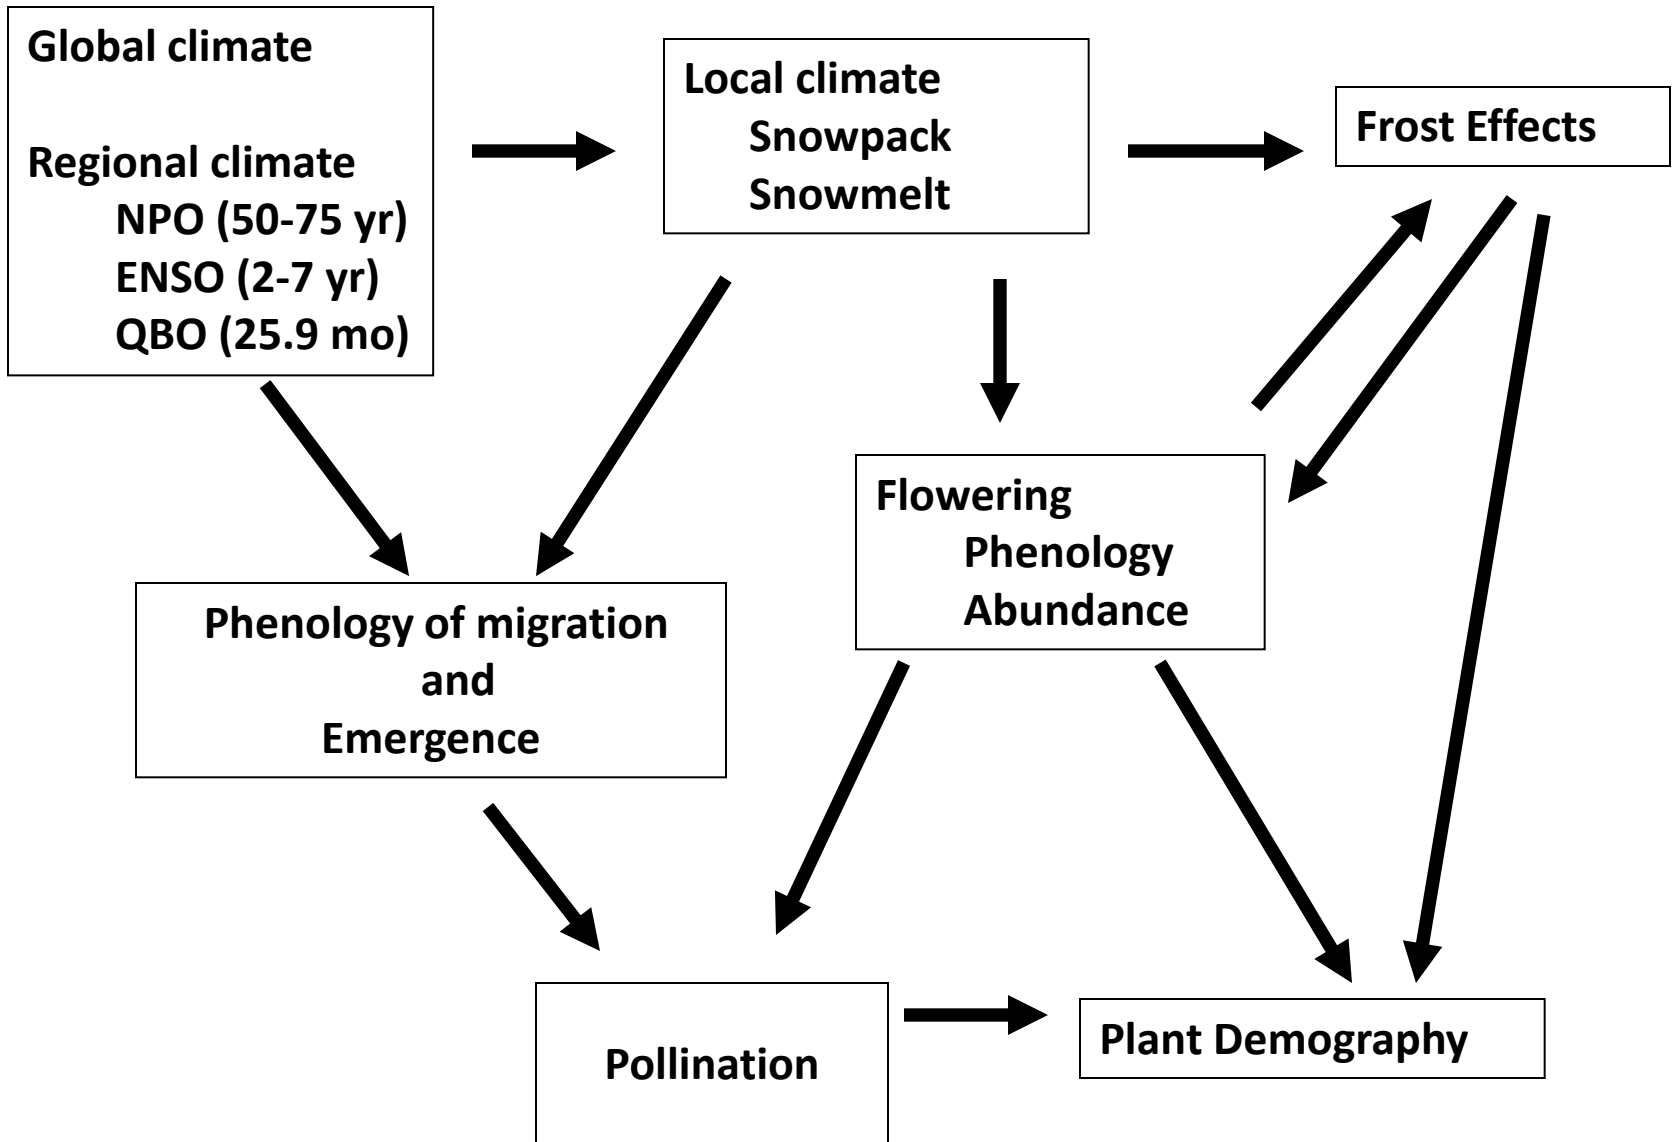 Global climate
Regional climate
NPO (50-75 yr)
ENSO (2-7 yr)
QBO (25.9 mo)
Local climate
Snowpack
Snowmelt
Frost Effects
Flowering
Phenology
Abundance
Phenology of migration
and
Emergence
Pollination
Plant Demography